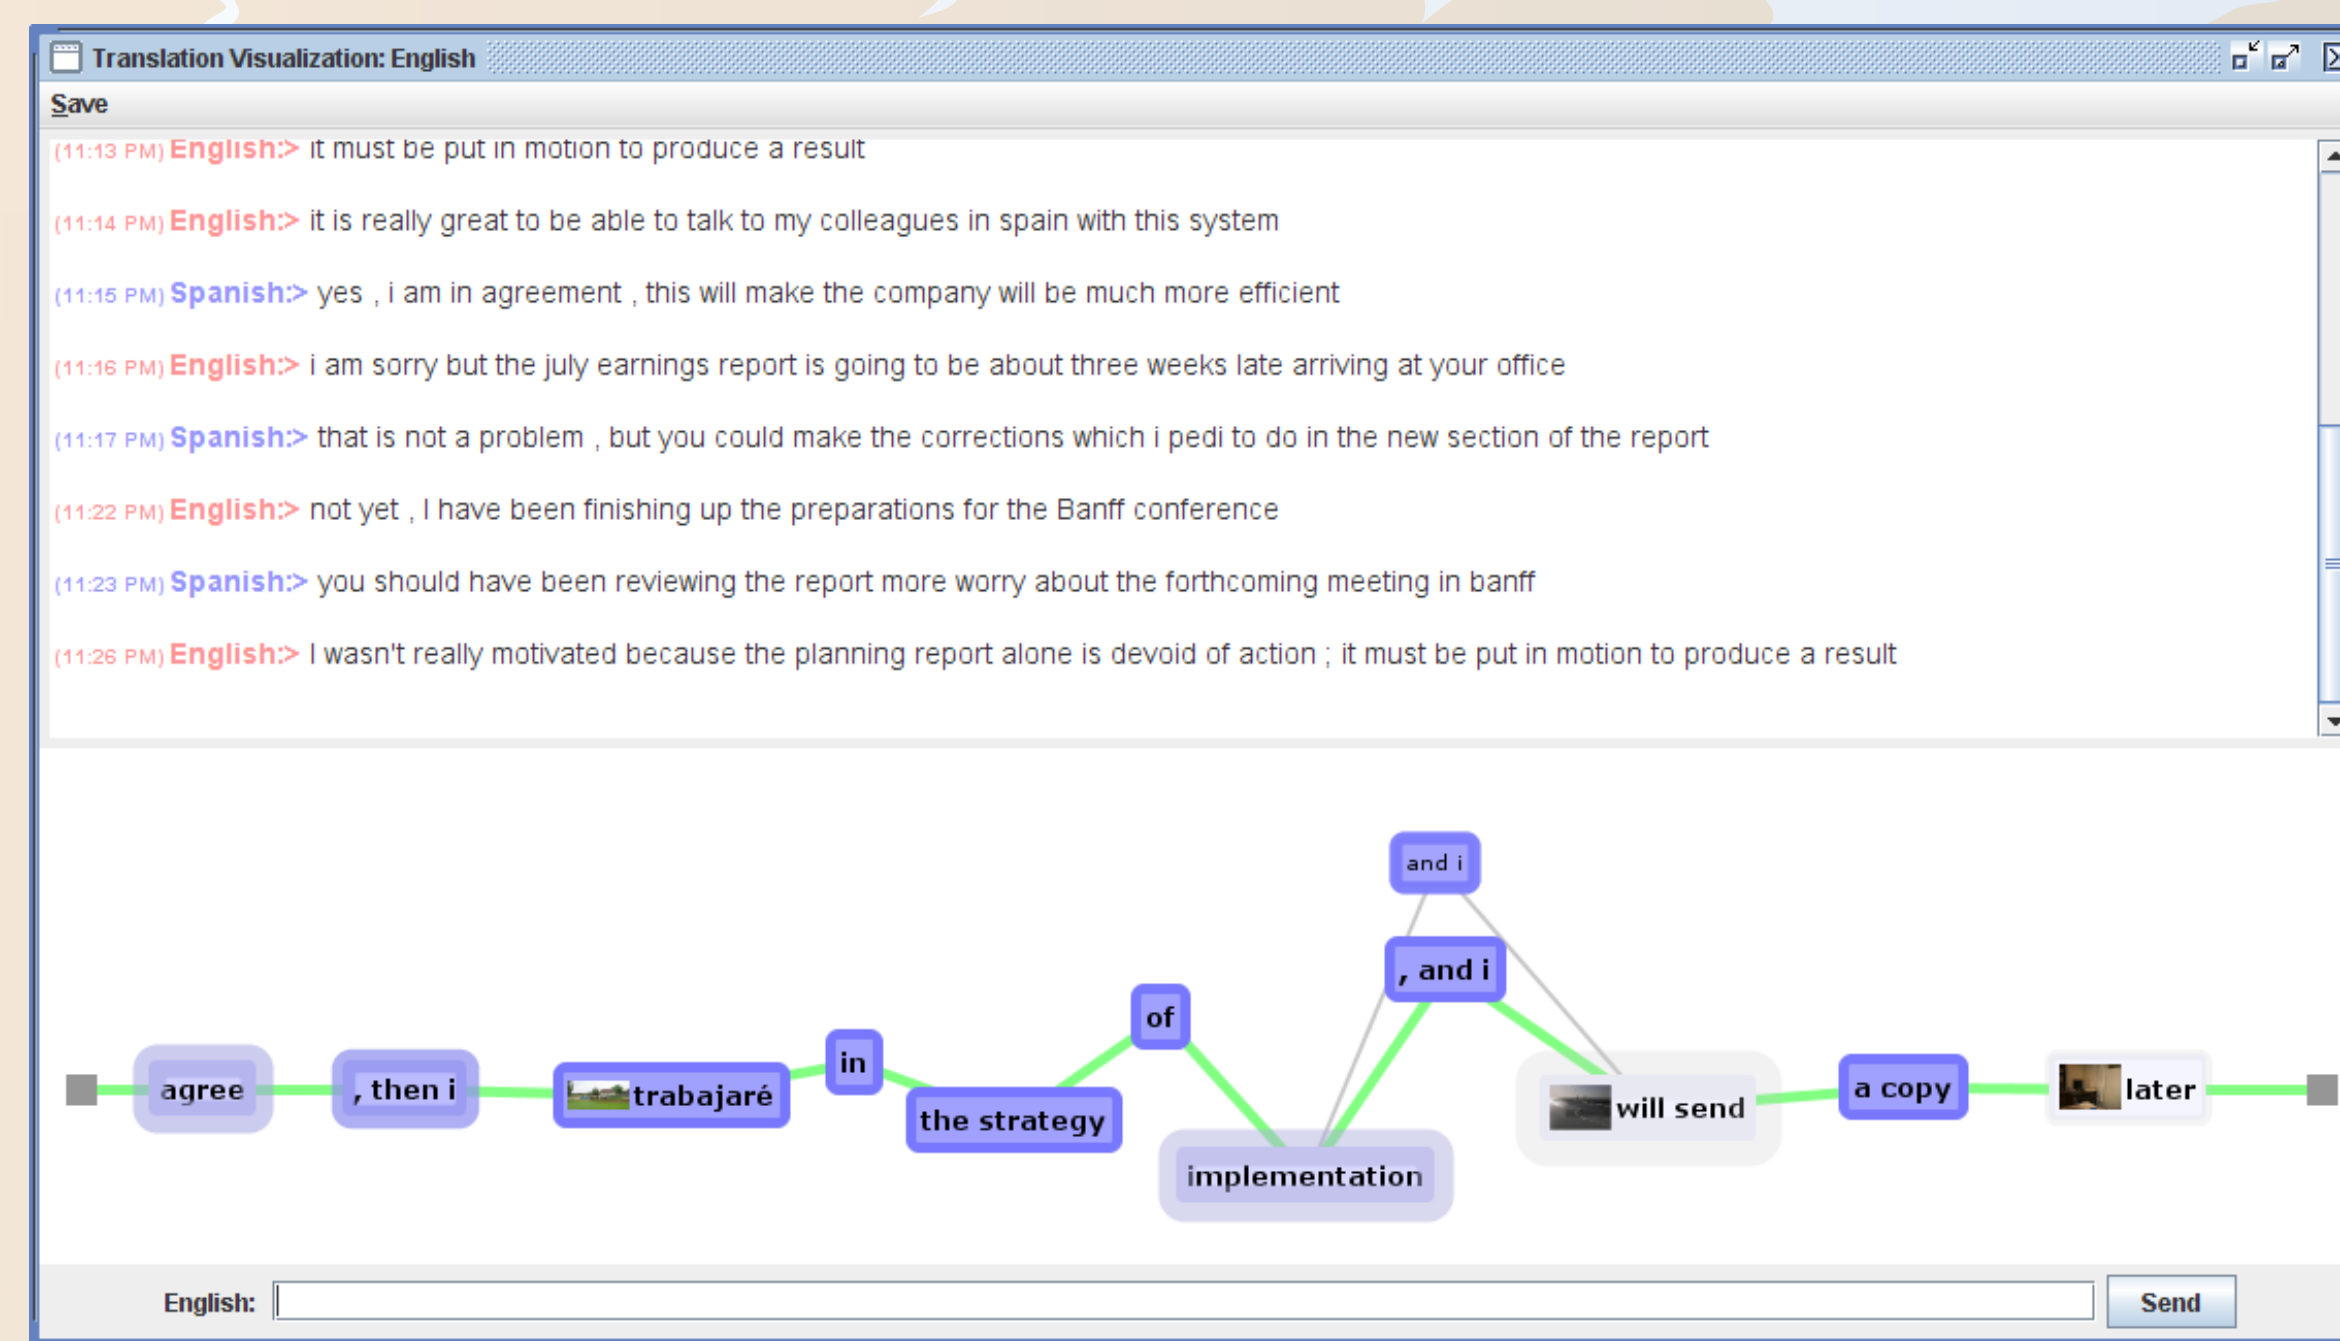 Translation Visualization: English
Save
(11:13 PM) English:> it must be put in motion to produce a result
(11:14 PM) English:> it is really great to be able to talk to my colleagues in spain with this system
(11:15 PM) Spanish:> yes , i am in agreement , this will make the company will be much more efficient
(11:16 PM) English:> i am sorry but the july earnings report is going to be about three weeks late arriving at your office
(11:17 PM) Spanish:> that is not a problem , but you could make the corrections which i pedi to do in the new section of the report
(11:22 PM) English:> not yet , I have been finishing up the preparations for the Banff conference
(11:23 PM) Spanish:> you should have been reviewing the report more worry about the forthcoming meeting in banff
(11:26 PM) English:> I wasn't really motivated because the planning report alone is devoid of action ; it must be put in motion to produce a result
and i
agree
, then i
trabajaré
in
the strategy
of
implementation
, and i
will send
a copy
later
English:
Send